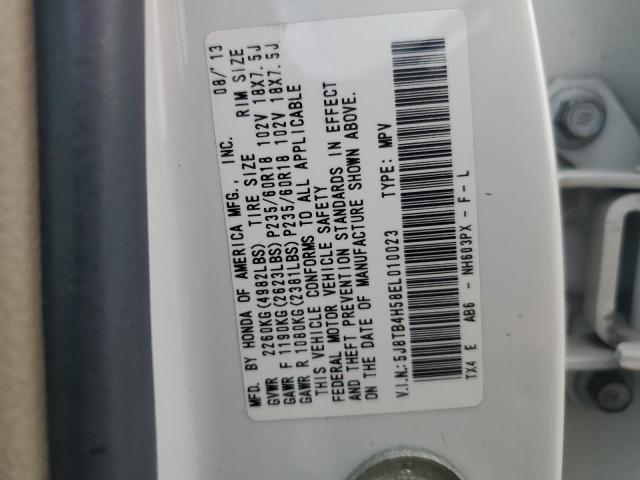 MFD. BY HONDA OF AMERICA MFG., INC. 08/'13
GVWR 2260KG(4982LBS) TIRE SIZE RIM SIZE
GAWR F 1190KG(2623LBS)P235/60R18 102V 18X7.5J
GAWR R 1080KG(2381LBS)P235/60R18 102V 18X7.5J
THIS VEHICLE CONFORMS TO ALL APPLICABLE
FEDERAL MOTOR VEHICLE SAFETY
AND THEFT PREVENTION STANDARDS IN EFFECT
ON THE DATE OF MANUFACTURE SHOWN ABOVE.
V.I.N.:5J8TB4H58EL010023 TYPE: MPV
TX4 E AB6 - NH603PX - F - L